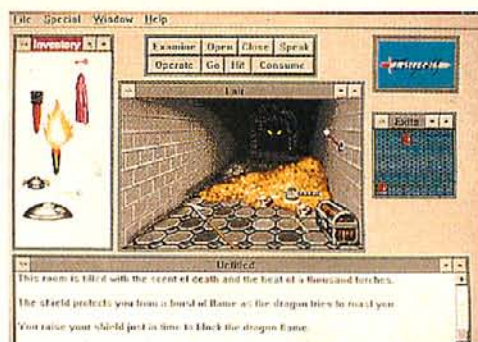 File Special Window Help
Inventory
Examine Open Close Speak
Operate Go Hit Consume
Lair
Exits
Untitled
This room is filled with the scent of death and the heat of a thousand torches.
The shield protects you from a burst of flame as the dragon tries to roast you.
You raise your shield just in time to block the dragon flame.